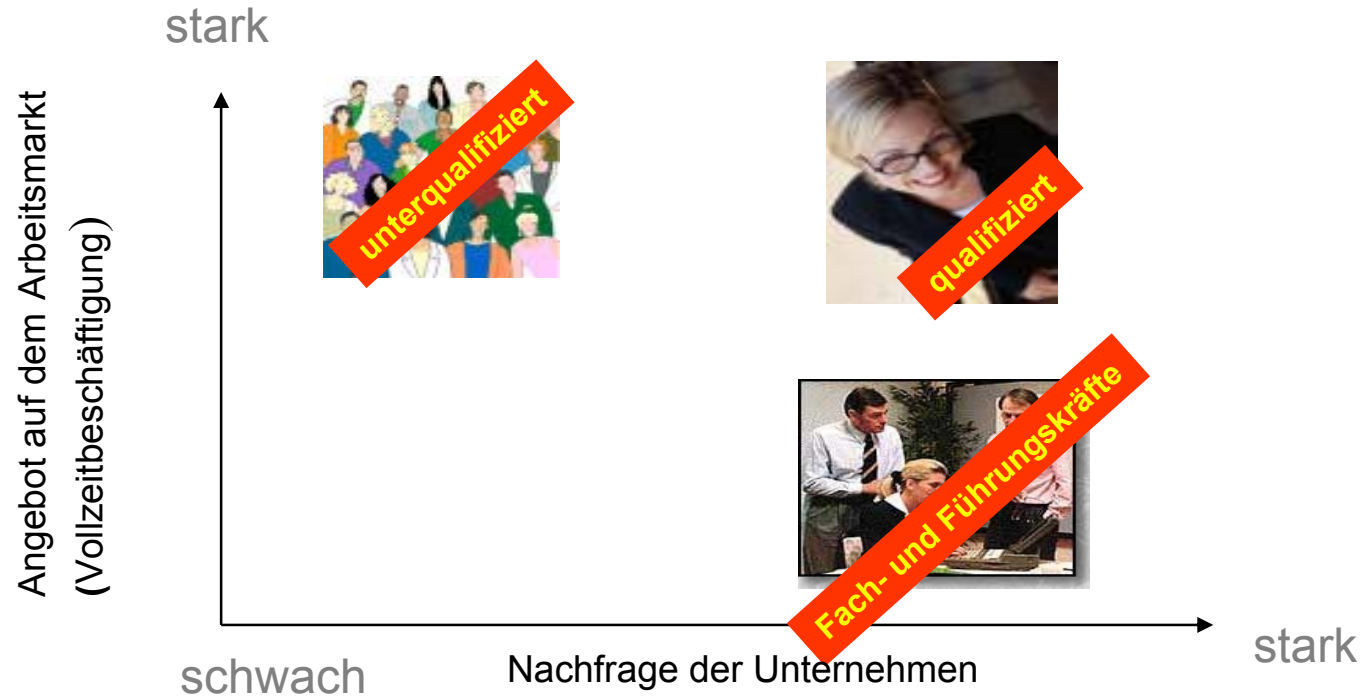 stark
Angebot auf dem Arbeitsmarkt
(Vollzeitbeschäftigung)
unterqualifiziert
qualifiziert
Fach- und Führungskräfte
schwach
Nachfrage der Unternehmen
stark